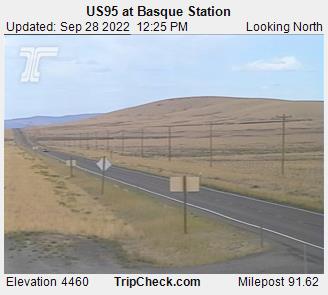 US95 at Basque Station
Updated: Sep 28 2022 12:25 PM Looking North
Elevation 4460 TripCheck.com Milepost 91.62